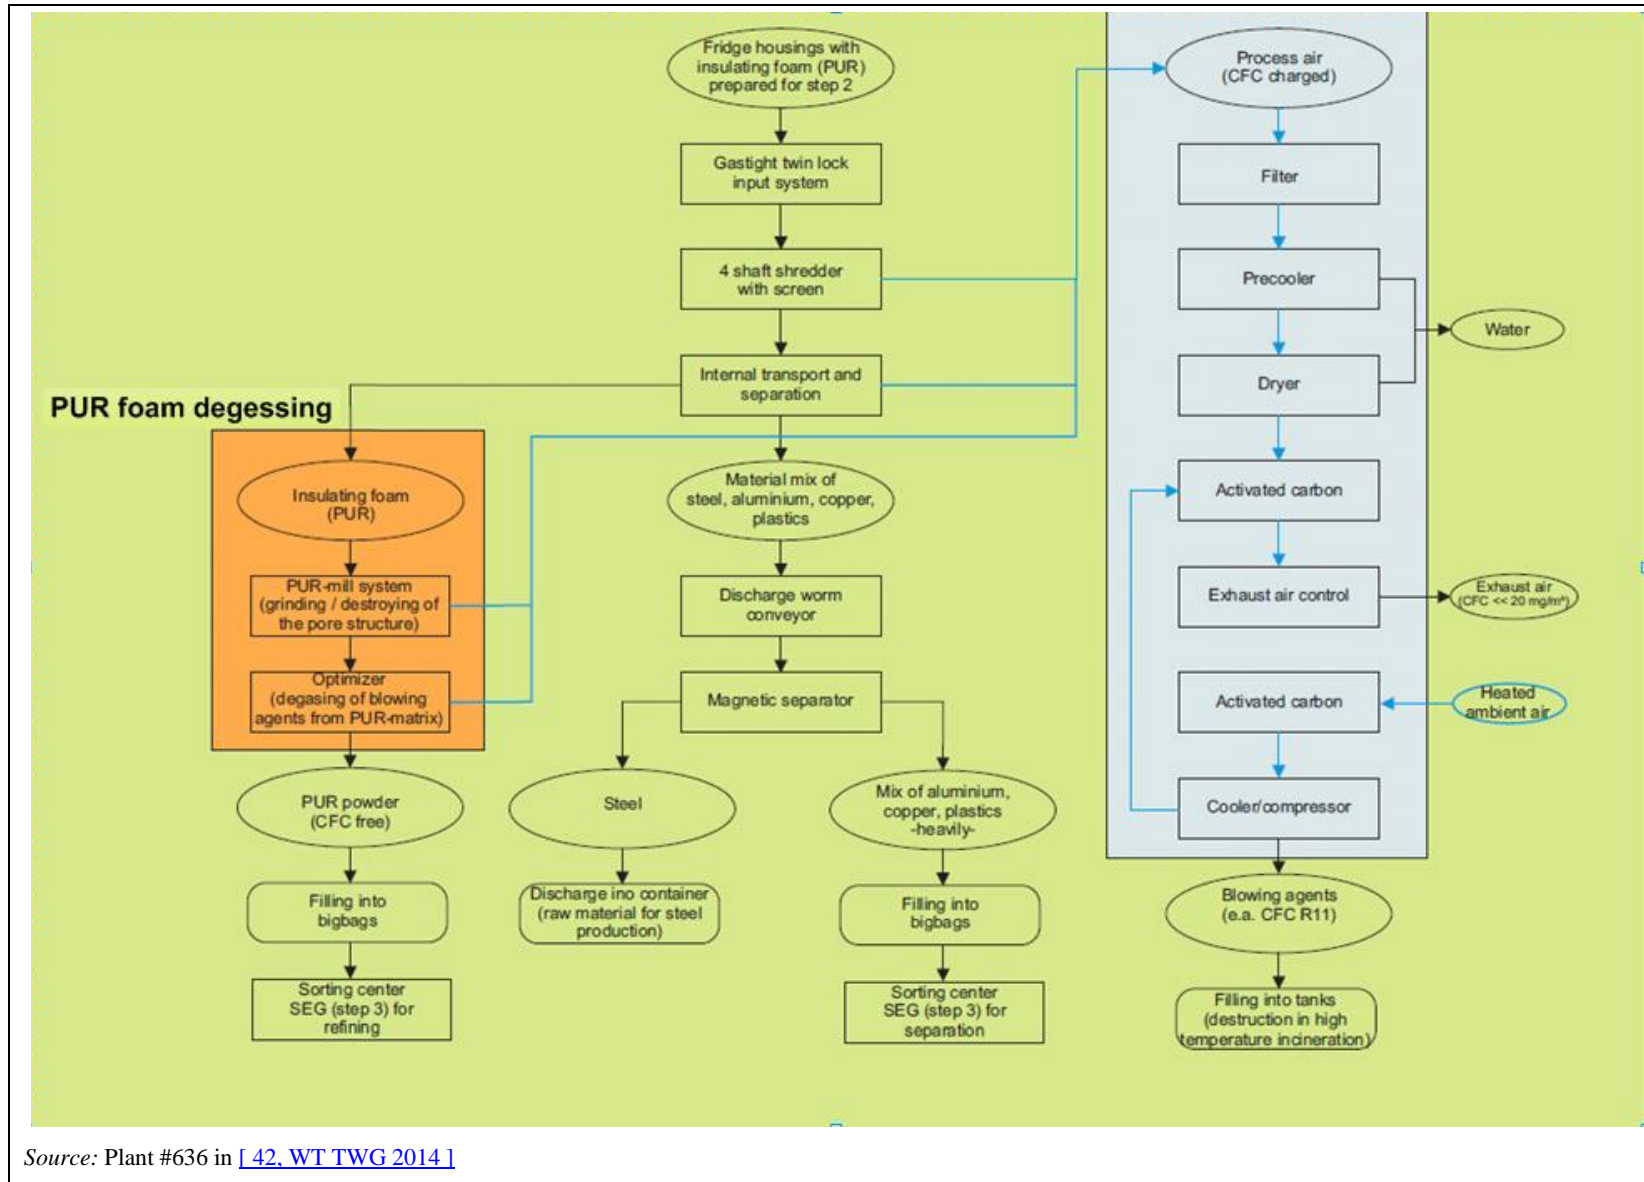 Fridge housings with
insulating foam (PUR)
prepared for step 2
Gastight twin lock
input system
4 shaft shredder
with screen
Internal transport and
separation
PUR foam degessing
Insulating foam
(PUR)
PUR-mill system
(grinding / destroying of
the pore structure)
Optimizer
(degasing of blowing
agents from PUR-matrix)
PUR powder
(CFC free)
Filling into
bigbags
Sorting center
SEG (step 3) for
refining
Material mix of
steel, aluminium, copper,
plastics
Discharge worm
conveyor
Magnetic separator
Steel
Discharge ino container
(raw material for steel
production)
Mix of aluminium,
copper, plastics
-heavily-
Filling into
bigbags
Sorting center
SEG (step 3) for
separation
Process air
(CFC charged)
Filter
Precooler
Water
Dryer
Activated carbon
Exhaust air control
Exhaust air
(CFC << 20 mg/m³)
Activated carbon
Heated
ambient air
Cooler/compressor
Blowing agents
(e.a. CFC R11)
Filling into tanks
(destruction in high
temperature incineration)
Source: Plant #636 in [ 42, WT TWG 2014 ]